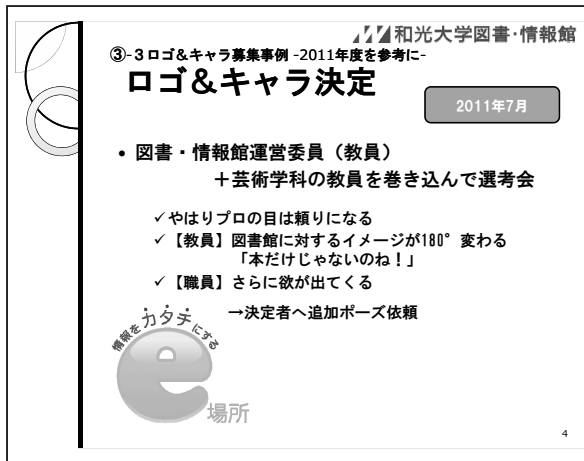 和光大学図書・情報館
③-3ロゴ&キャラ募集事例 -2011年度を参考に-
ロゴ&キャラ決定
2011年7月
• 図書・情報館運営委員（教員）
＋芸術学科の教員を巻き込んで選考会
✓やはりプロの目は頼りになる
✓【教員】図書館に対するイメージが180°変わる
「本だけじゃないのね！」
✓【職員】さらに欲が出てくる
→決定者へ追加ポーズ依頼
情報をカタチにする
e
場所
4